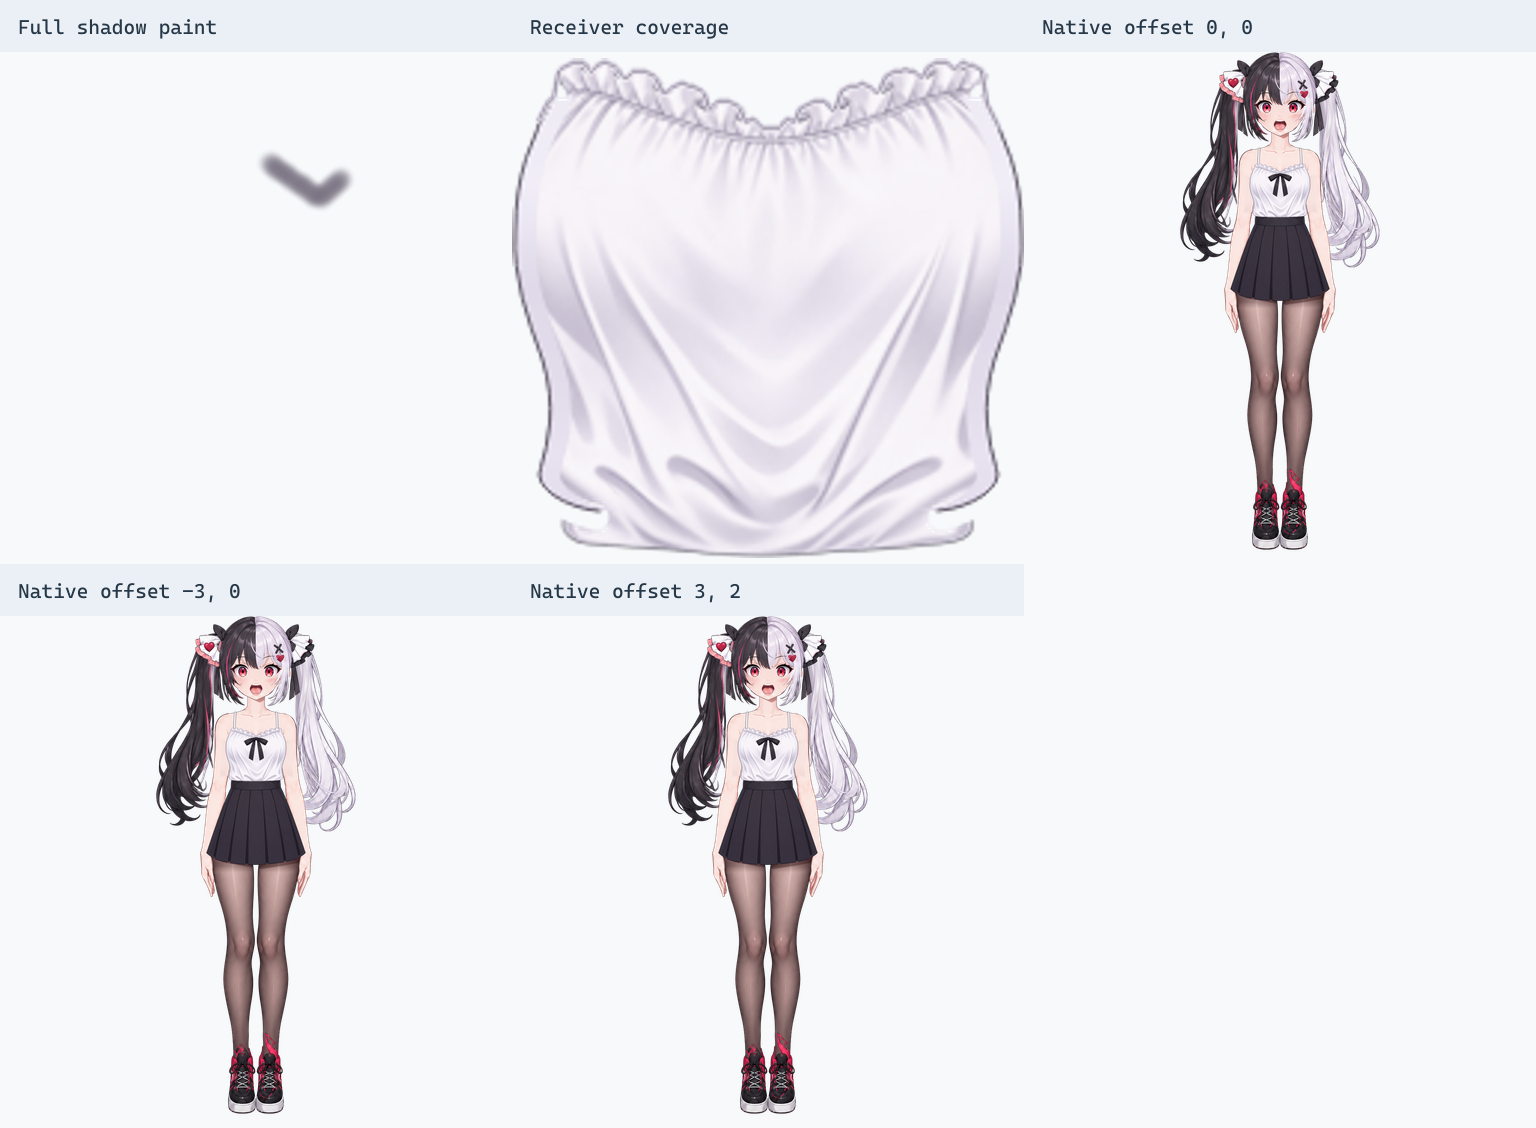 Full shadow paint
Receiver coverage
Native offset 0, 0
Native offset −3, 0
Native offset 3, 2